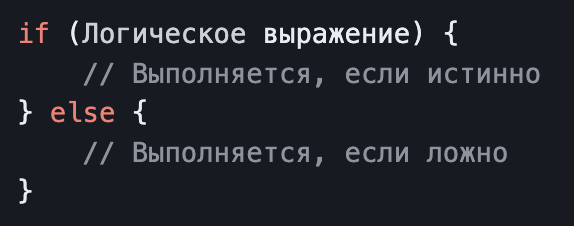 if (Логическое выражение) {
    // Выполняется, если истинно
} else {
    // Выполняется, если ложно
}